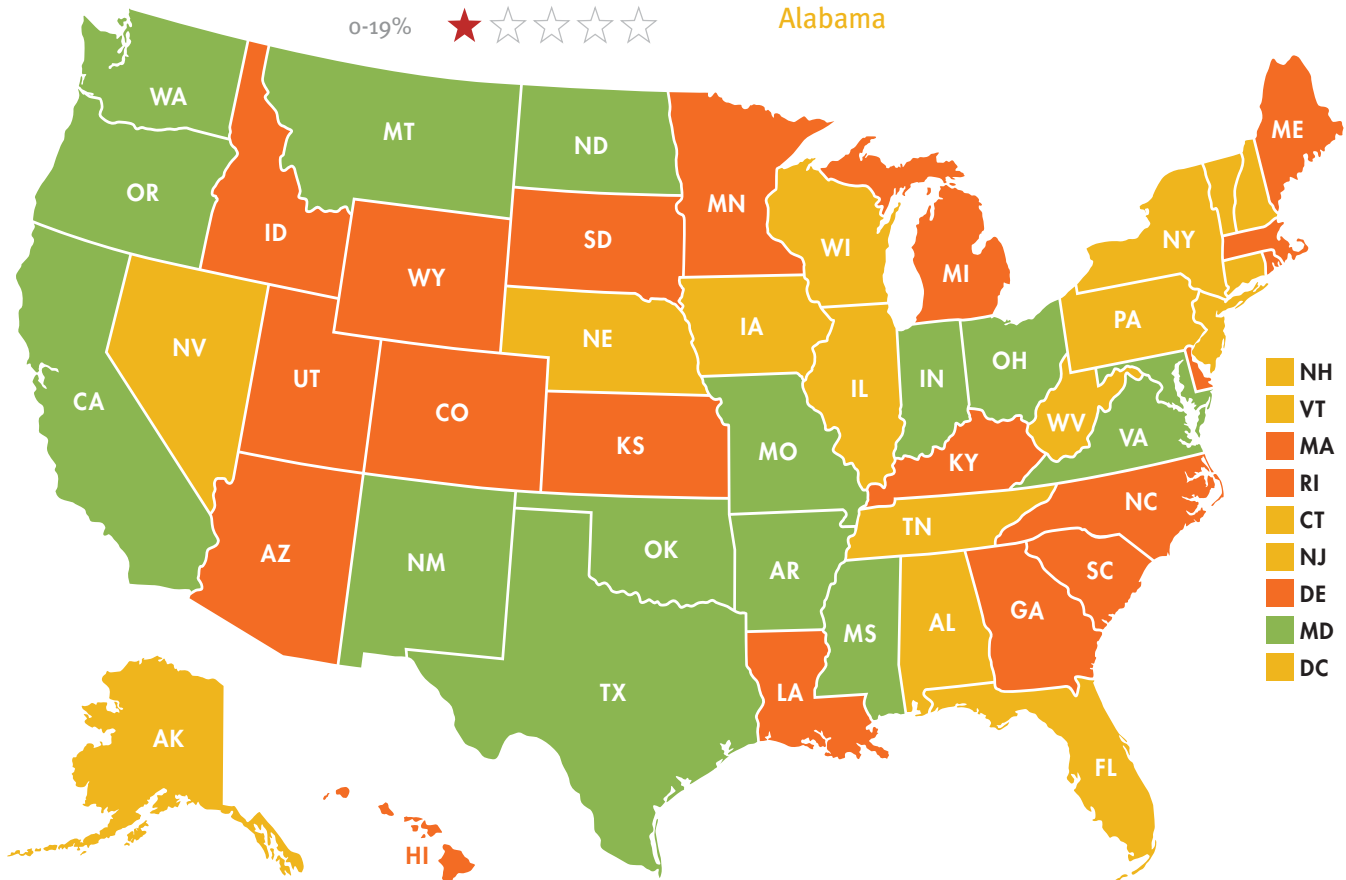 0-19%
Alabama
WA
MT
ND
MN
ME
OR
ID
SD
WI
NY
WY
MI
NV
NE
IA
PA
UT
CO
IL
IN
OH
CA
KS
MO
KY
WV
VA
AZ
NM
OK
TN
NC
AR
SC
MS
AL
GA
TX
LA
AK
FL
HI
NH
VT
MA
RI
CT
NJ
DE
MD
DC